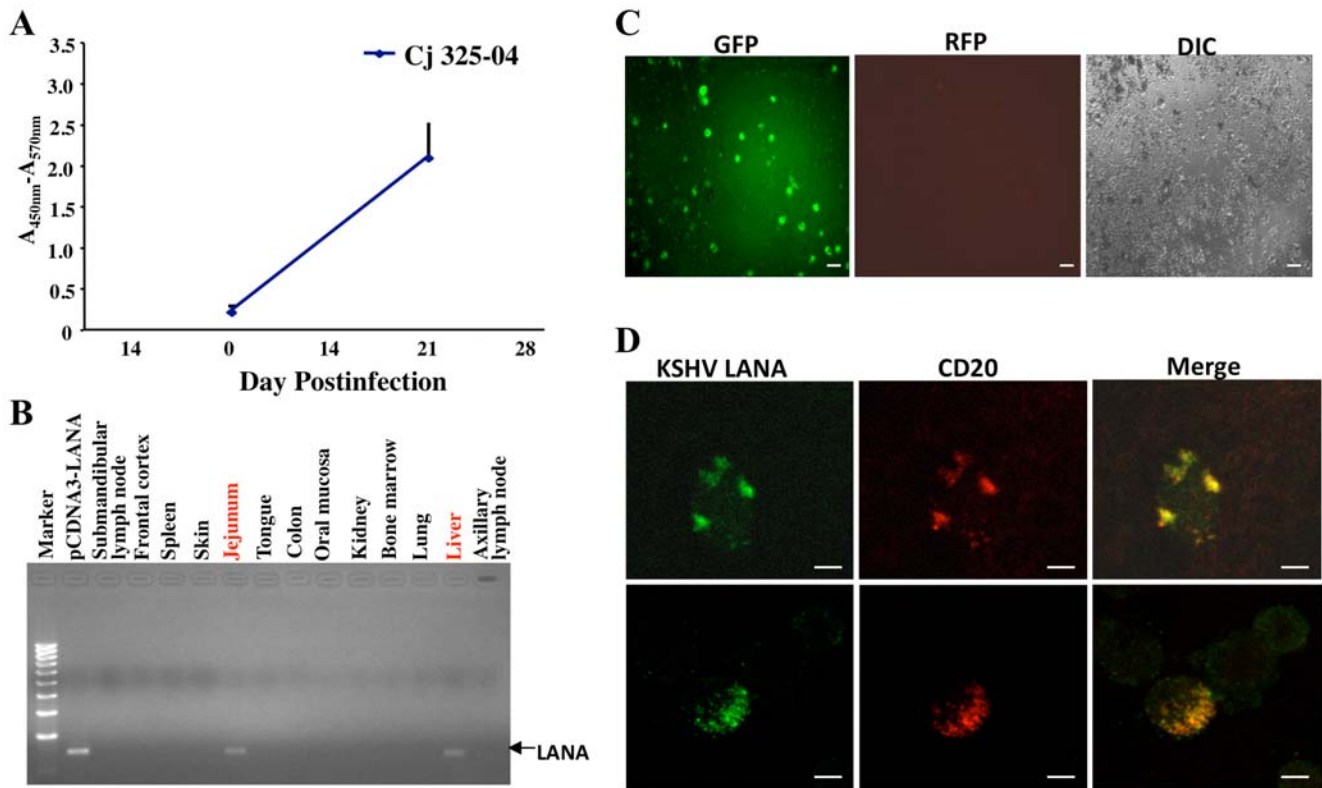 A
3.5
3.0
2.5
2.0
1.5
1.0
0.5
0
A450nm-A570nm
Cj 325-04
14 0 14 21 28
Day Postinfection
B
Marker
pCDNA3-LANA
Submandibular
lymph node
Frontal cortex
Spleen
Skin
Jejunum
Tongue
Colon
Oral mucosa
Kidney
Bone marrow
Lung
Liver
Axillary
lymph node
LANA
C
GFP RFP DIC
D
KSHV LANA CD20 Merge